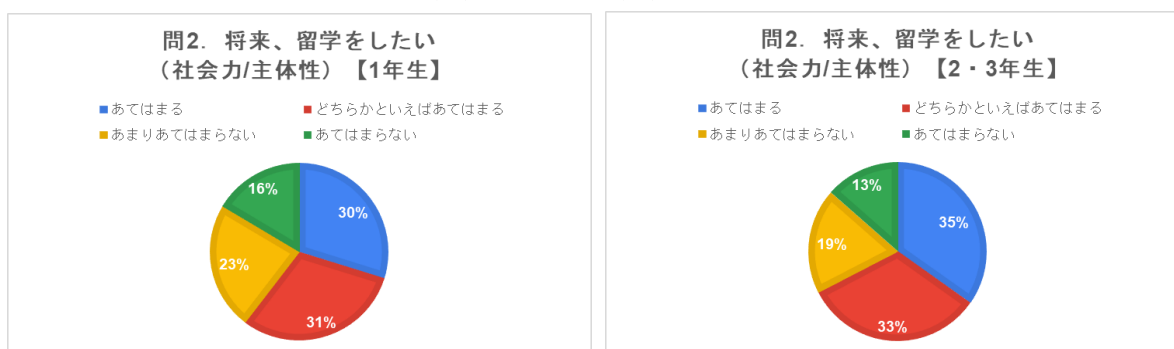 問2. 将来、留学をしたい
（社会力/主体性）【1年生】
■あてはまる ■どちらかといえばあてはまる
■あまりあてはまらない ■あてはまらない
16%
30%
23%
31%
問2. 将来、留学をしたい
（社会力/主体性）【2・3年生】
■あてはまる ■どちらかといえばあてはまる
■あまりあてはまらない ■あてはまらない
13%
35%
19%
33%